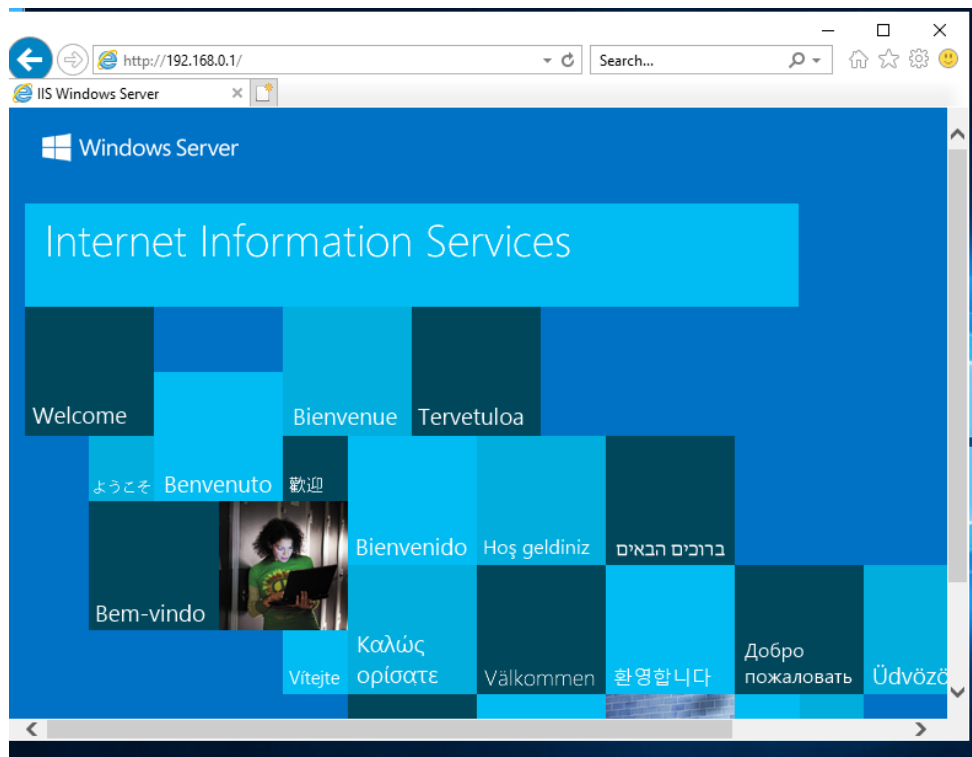 http://192.168.0.1/
Search...
IIS Windows Server
Windows Server
Internet Information Services
Welcome
Bienvenue
Tervetuloa
ようこそ
Benvenuto
歡迎
Bienvenido
Hoş geldiniz
ברוכים הבאים
Bem-vindo
Vítejte
Καλώς
ορίσατε
Välkommen
환영합니다
Добро
пожаловать
Üdvözö